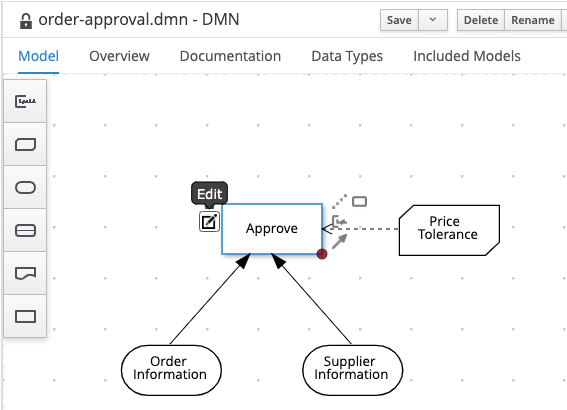 order-approval.dmn - DMN
Save
Delete
Rename
Model
Overview
Documentation
Data Types
Included Models
Edit
Approve
Price
Tolerance
Order
Information
Supplier
Information